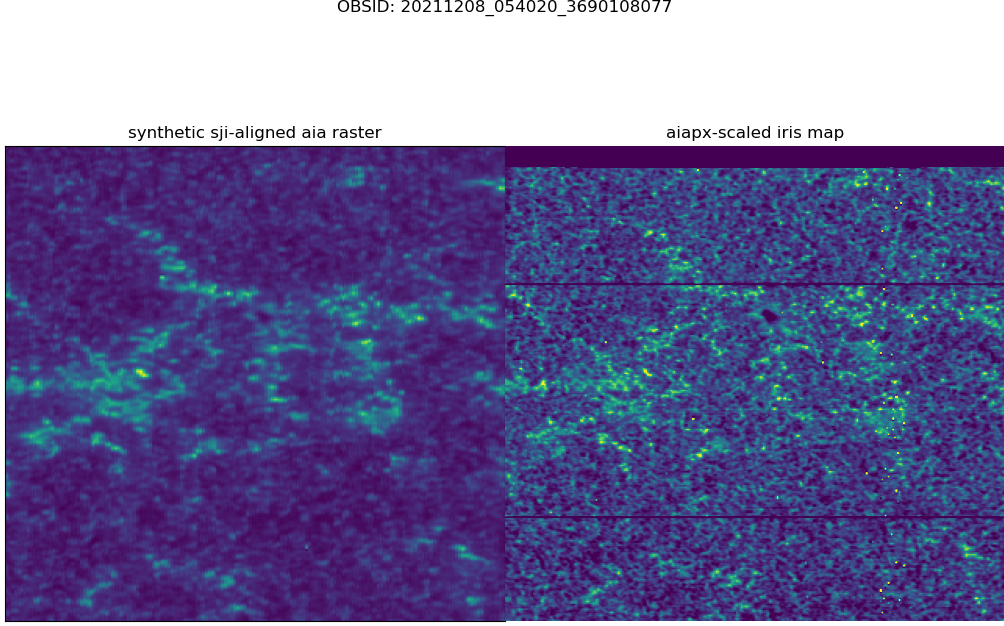 OBSID: 20211208_054020_3690108077
synthetic sji-aligned aia raster
aiapx-scaled iris map